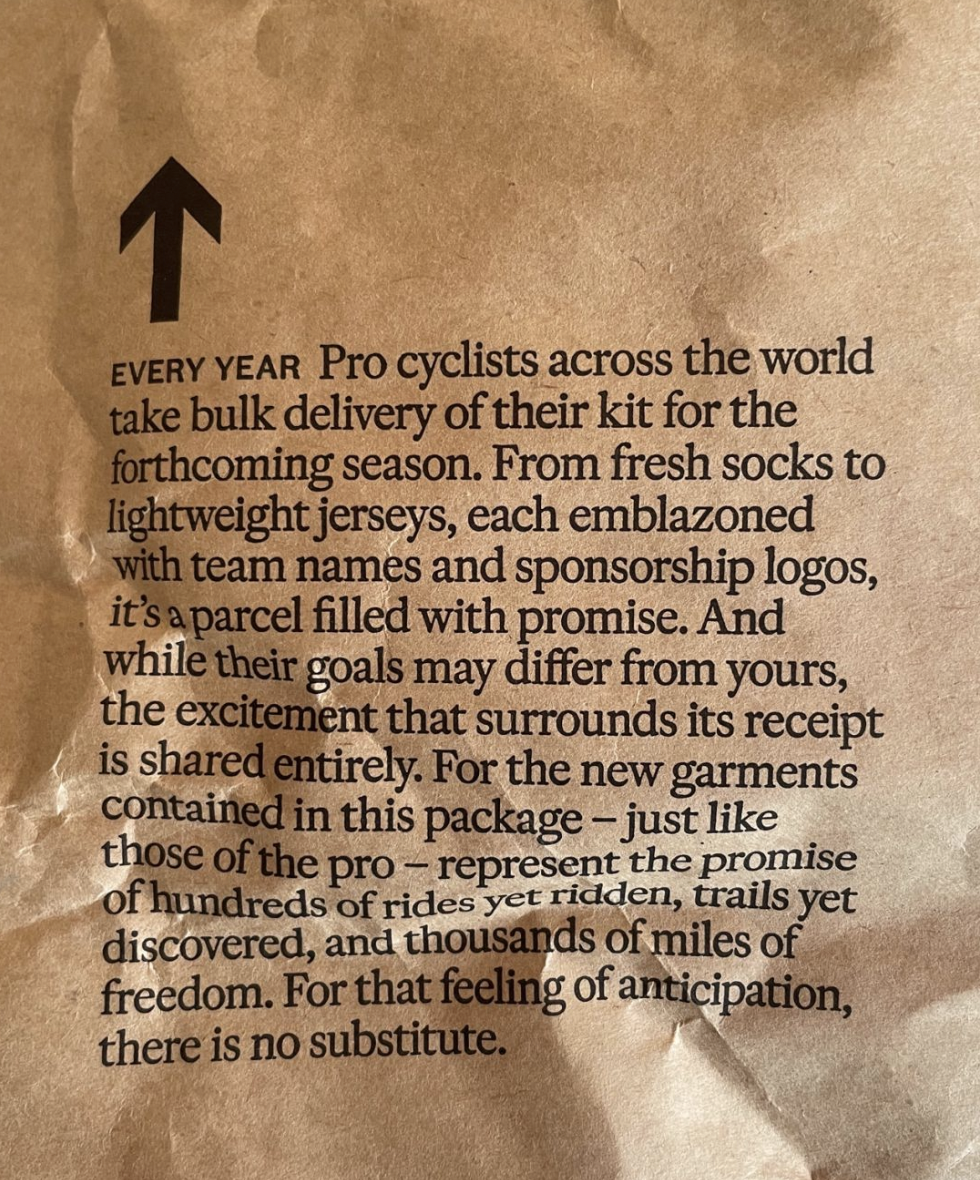 EVERY YEAR Pro cyclists across the world
take bulk delivery of their kit for the
forthcoming season. From fresh socks to
lightweight jerseys, each emblazoned
with team names and sponsorship logos,
it's a parcel filled with promise. And
while their goals may differ from yours,
the excitement that surrounds its receipt
is shared entirely. For the new garments
contained in this package – just like
those of the pro – represent the promise
of hundreds of rides yet ridden, trails yet
discovered, and thousands of miles of
freedom. For that feeling of anticipation,
there is no substitute.